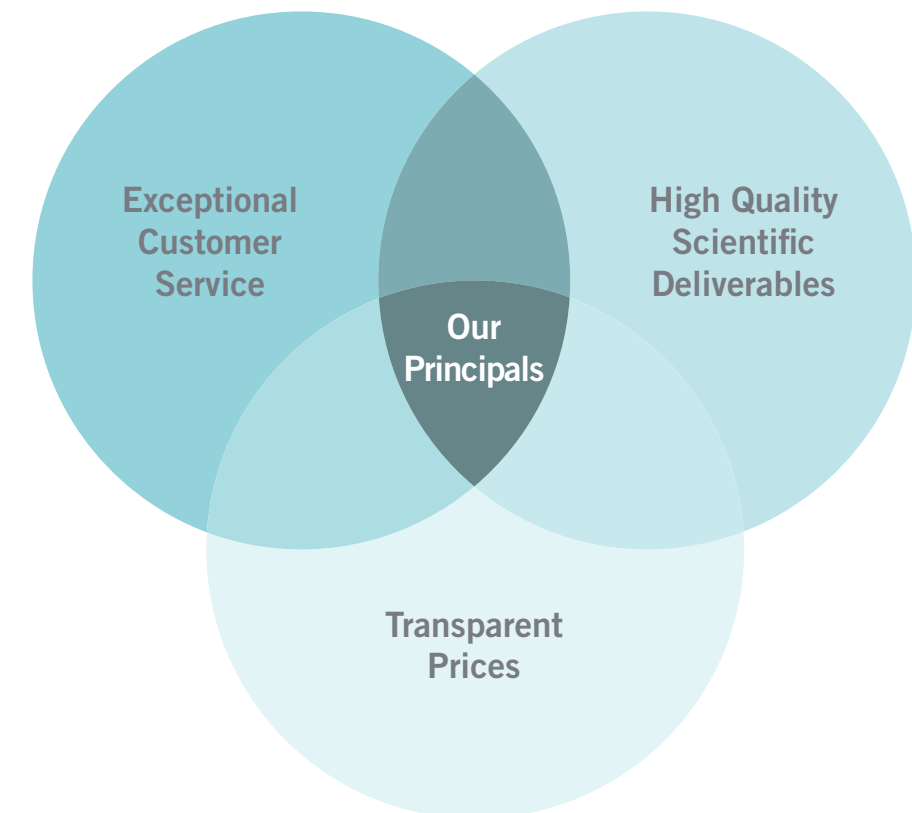 Exceptional
Customer
Service
High Quality
Scientific
Deliverables
Our
Principals
Transparent
Prices